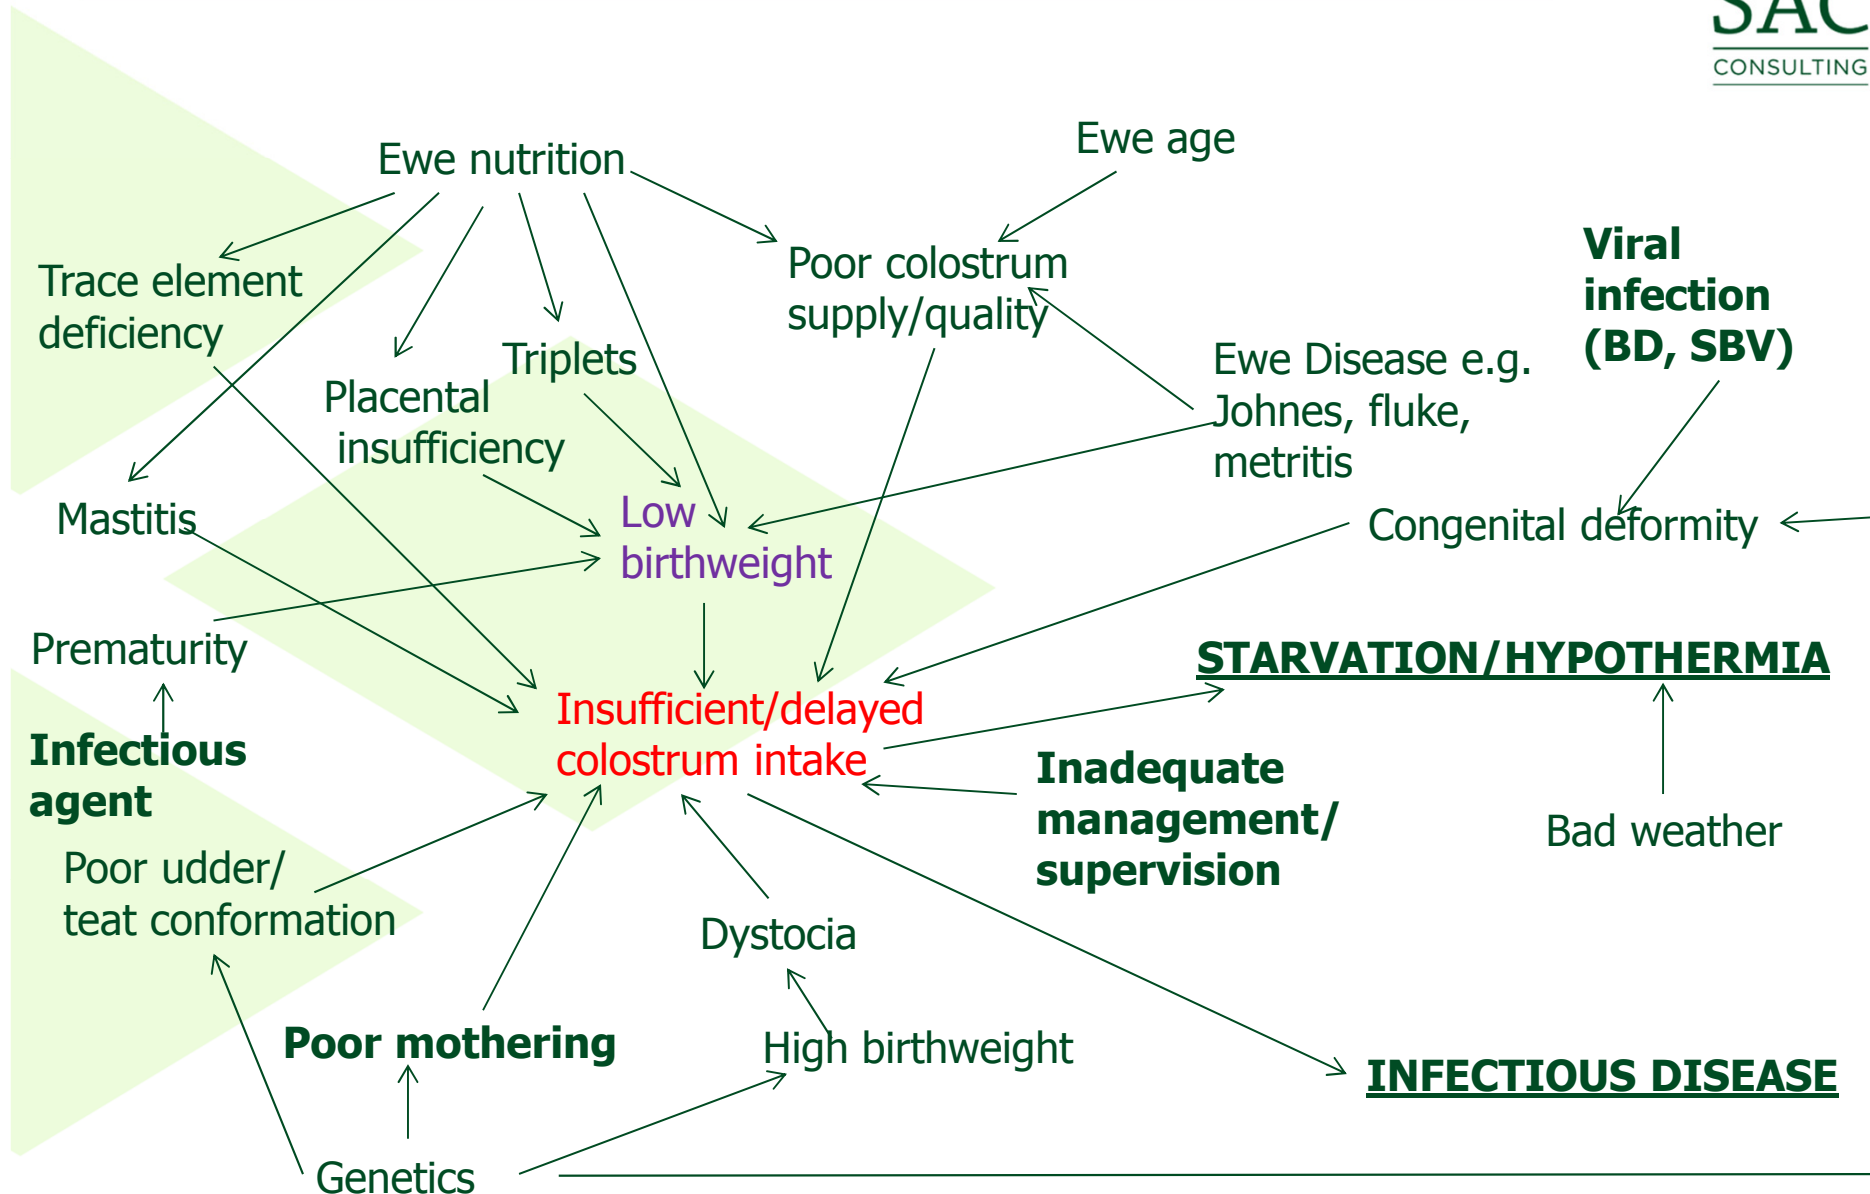 SAC
CONSULTING
Ewe nutrition
Ewe age
Trace element
deficiency
Poor colostrum
supply/quality
Viral
infection
(BD, SBV)
Triplets
Placental
insufficiency
Ewe Disease e.g.
Johnes, fluke,
metritis
Mastitis
Low
birthweight
Congenital deformity
Prematurity
STARVATION/HYPOTHERMIA
Insufficient/delayed
colostrum intake
Infectious
agent
Inadequate
management/
supervision
Bad weather
Poor udder/
teat conformation
Dystocia
Poor mothering
High birthweight
INFECTIOUS DISEASE
Genetics